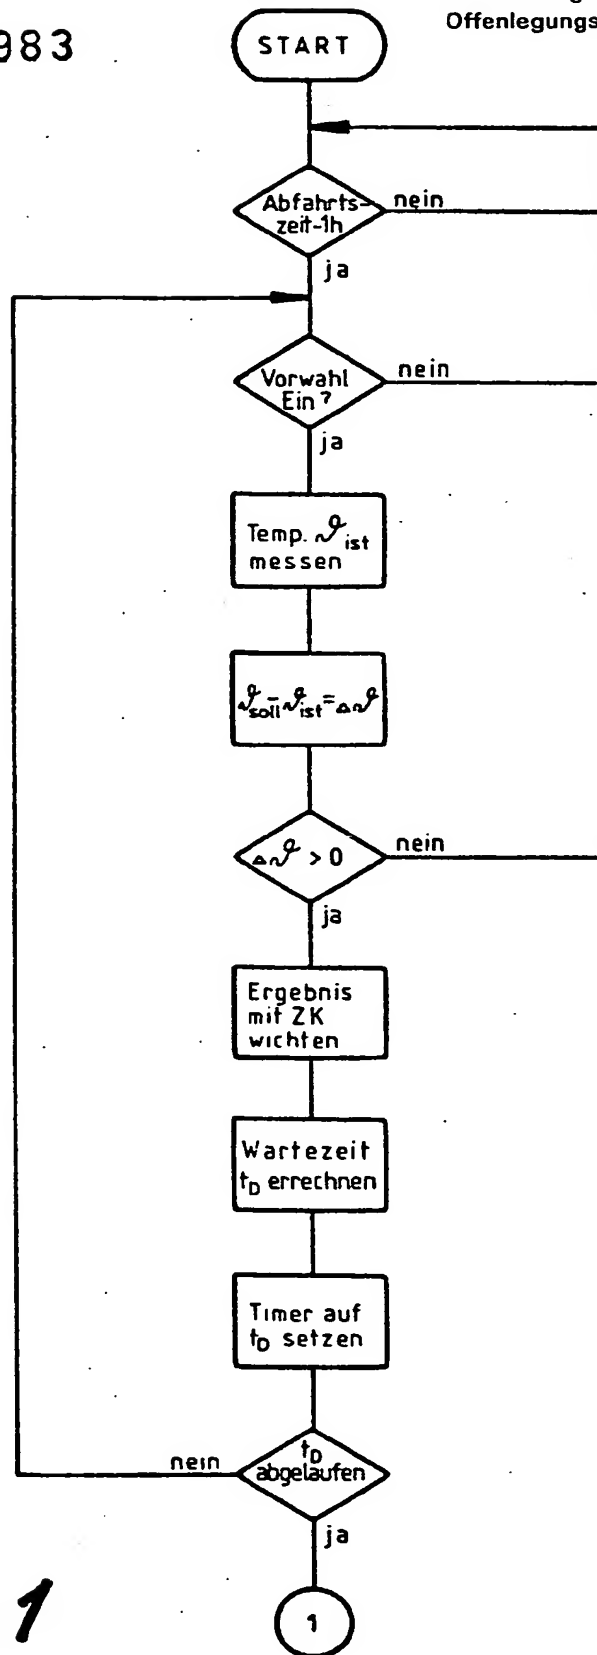 983
Offenlegungs
START
Abfahrts-
zeit-1h
nein
ja
Vorwahl
Ein?
nein
ja
Temp. ϑist
messen
ϑsoll-ϑist=Δϑ
Δϑ > 0
nein
ja
Ergebnis
mit ZK
wichten
Wartezeit
tD errechnen
Timer auf
tD setzen
tD
abgelaufen
nein
ja
1
1